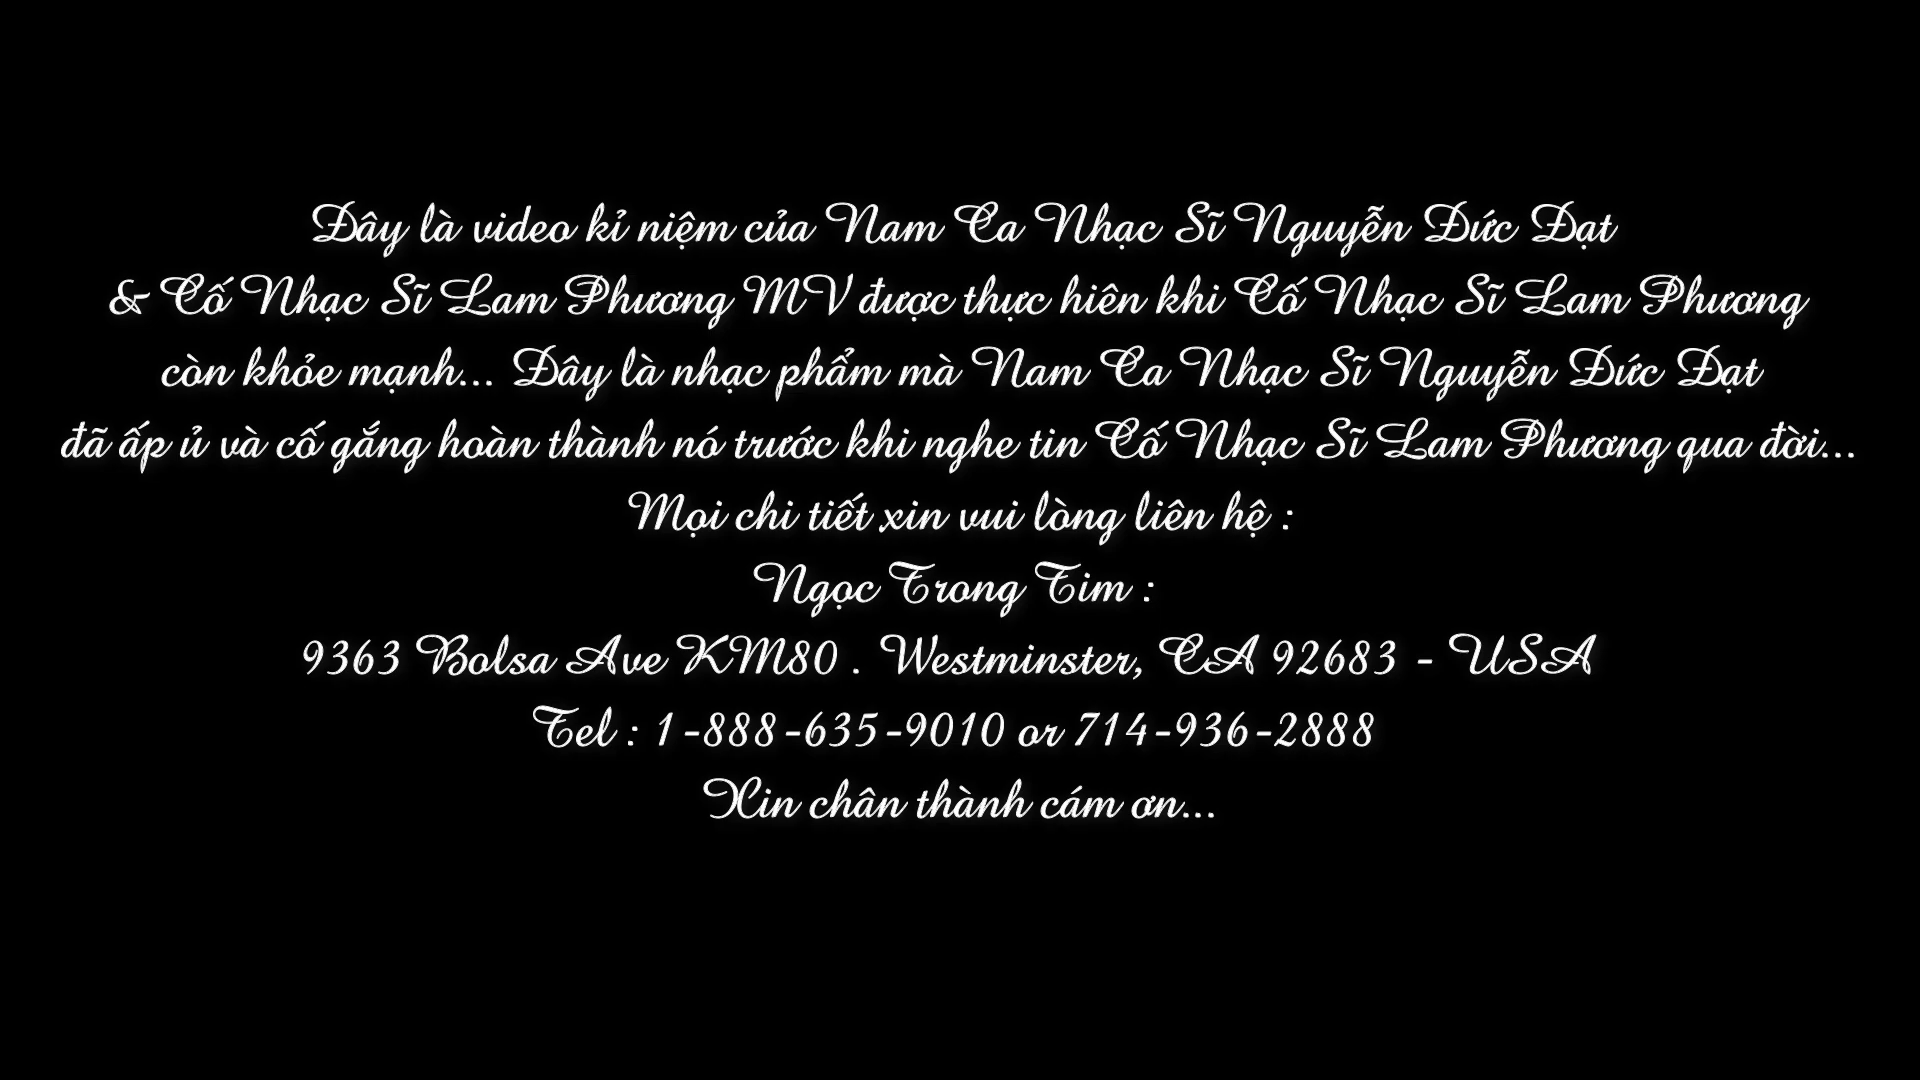 Đây là video kỉ niệm của Nam Ca Nhạc Sĩ Nguyễn Đức Đạt
& Cố Nhạc Sĩ Lam Phương MV được thực hiên khi Cố Nhạc Sĩ Lam Phương
còn khỏe mạnh... Đây là nhạc phẩm mà Nam Ca Nhạc Sĩ Nguyễn Đức Đạt
đã ấp ủ và cố gắng hoàn thành nó trước khi nghe tin Cố Nhạc Sĩ Lam Phương qua đời...
Mọi chi tiết xin vui lòng liên hệ :
Ngọc Trong Tim :
9363 Bolsa Ave KM80 . Westminster, CA 92683 - USA
Tel : 1-888-635-9010 or 714-936-2888
Xin chân thành cám ơn...